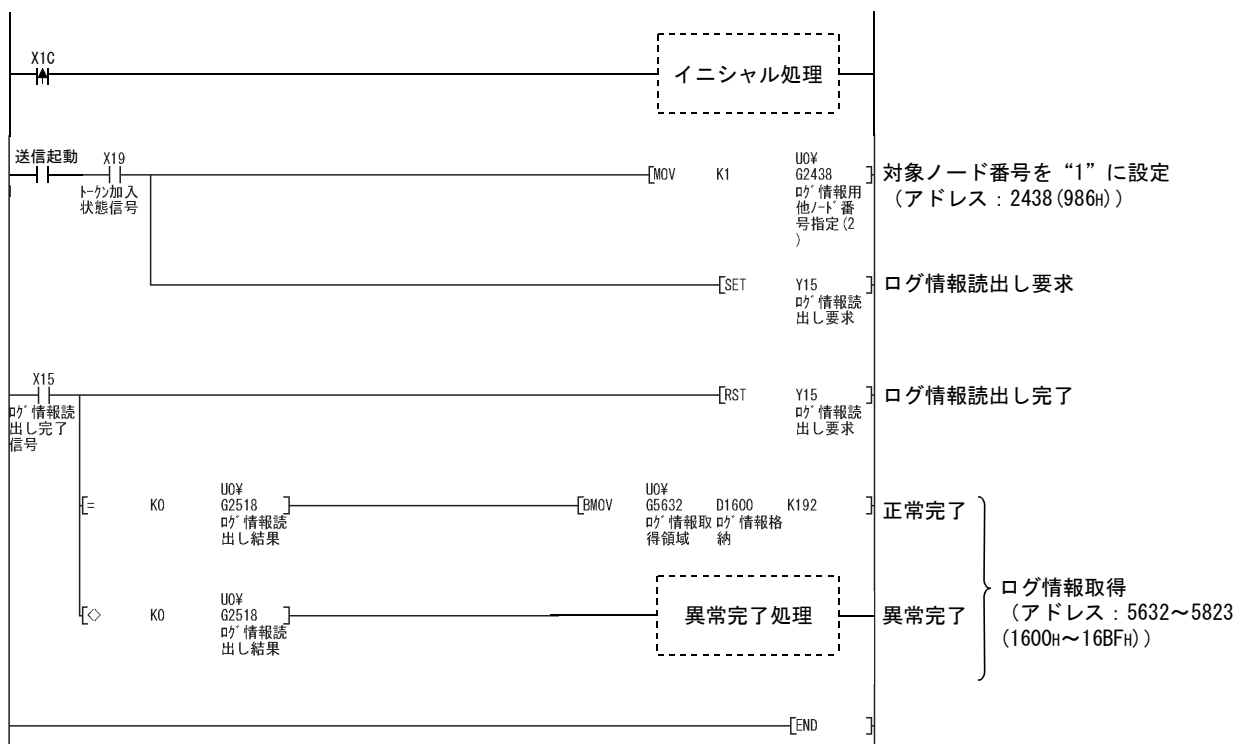 X1C
イニシャル処理
送信起動
X19
トークン加入
状態信号
[MOV K1 U0¥
G2438 ]
ログ情報用
他ノード番
号指定(2
)
対象ノード番号を“1”に設定
(アドレス:2438(986H))
[SET Y15 ]
ログ情報読
出し要求
ログ情報読出し要求
X15
ログ情報読
出し完了
信号
[RST Y15 ]
ログ情報読
出し要求
ログ情報読出し完了
[= K0 U0¥
G2518 ]
ログ情報読
出し結果
[BMOV U0¥
G5632 D1600 K192 ]
ログ情報取 ログ情報格
得領域 納
正常完了
[<> K0 U0¥
G2518 ]
ログ情報読
出し結果
異常完了処理
異常完了
ログ情報取得
(アドレス:5632~5823
(1600H~16BFH))
[END ]